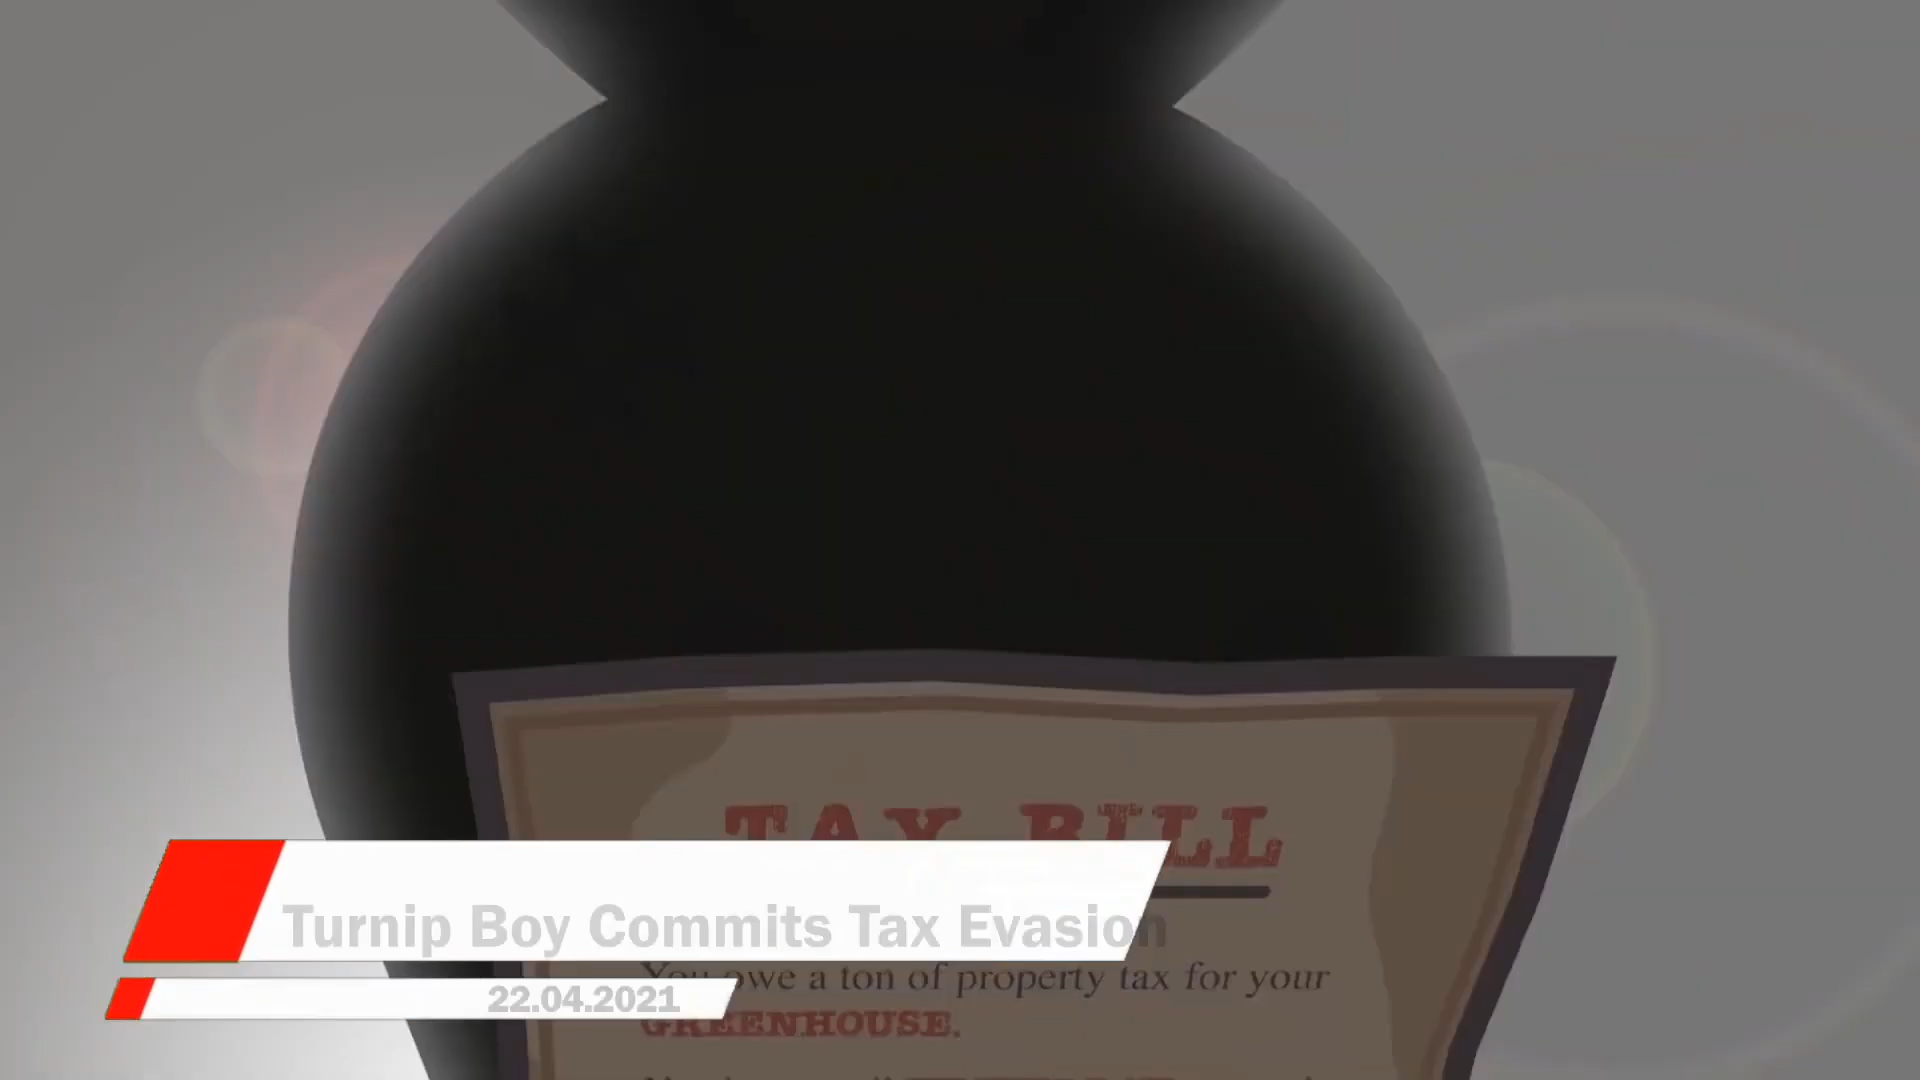 TAX BILL
Turnip Boy Commits Tax Evasion
You owe a ton of property tax for your
22.04.2021
GREENHOUSE.